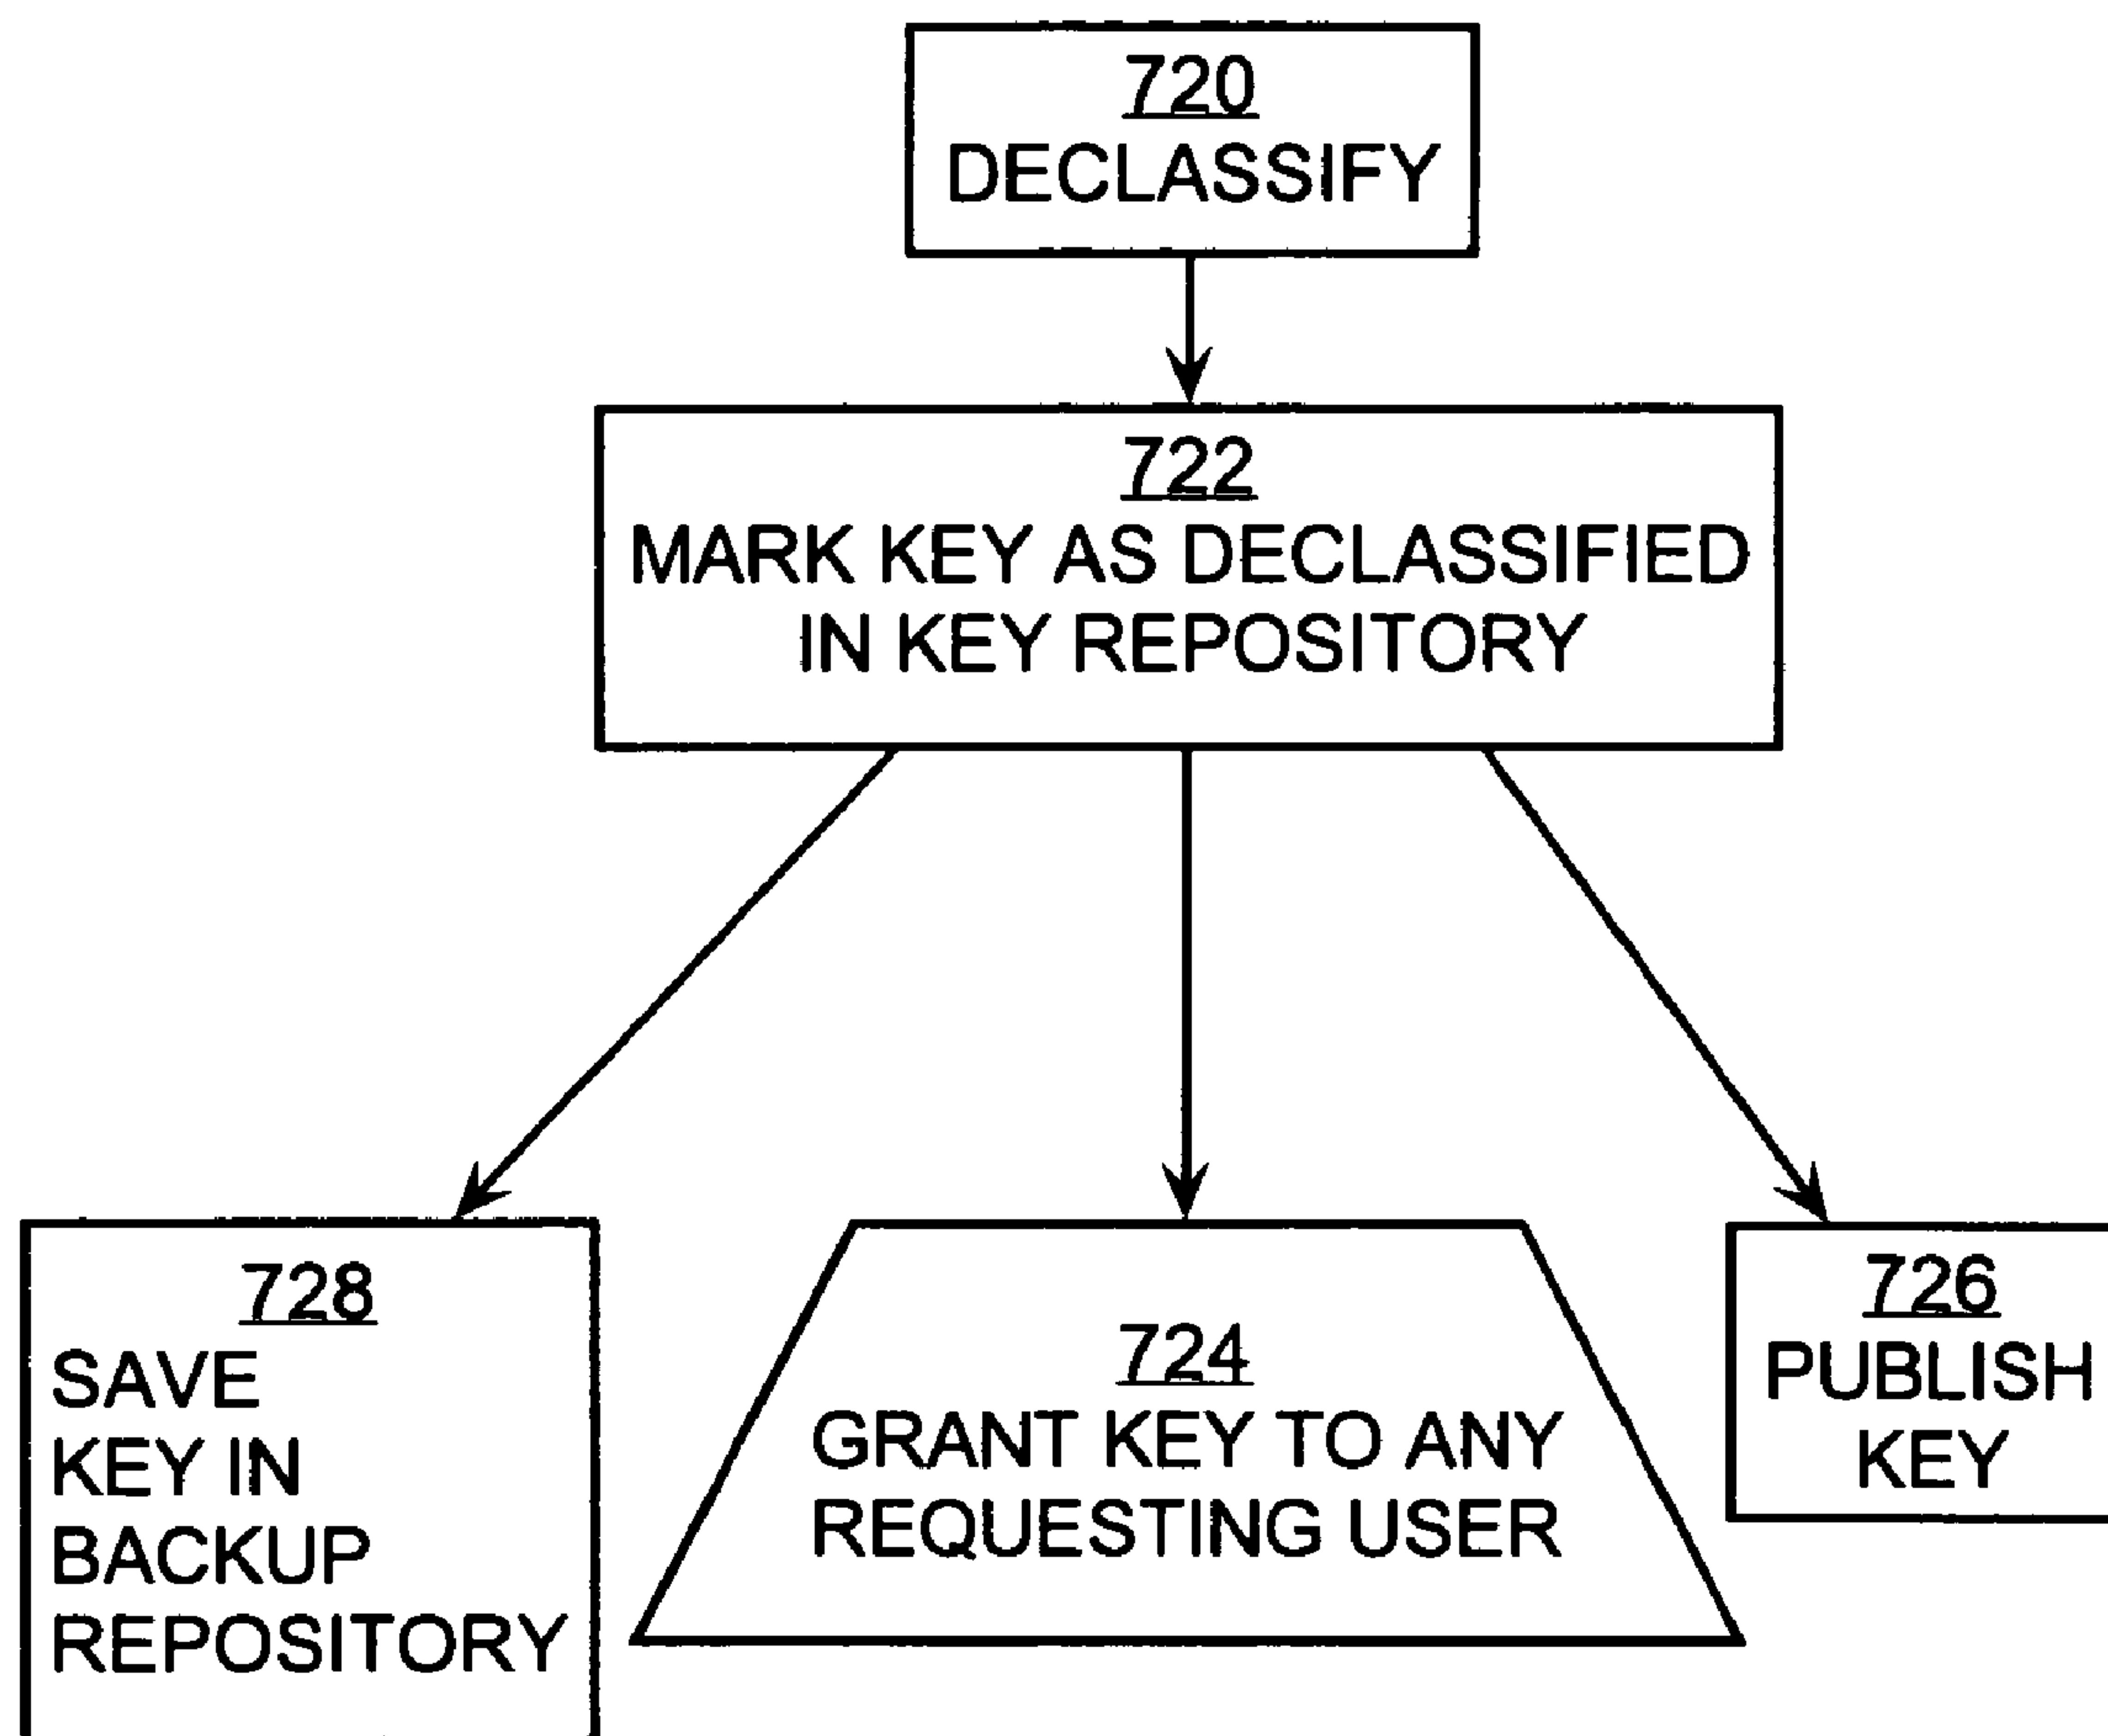 720
DECLASSIFY
722
MARK KEY AS DECLASSIFIED
IN KEY REPOSITORY
728
SAVE
KEY IN
BACKUP
REPOSITORY
724
GRANT KEY TO ANY
REQUESTING USER
726
PUBLISH
KEY